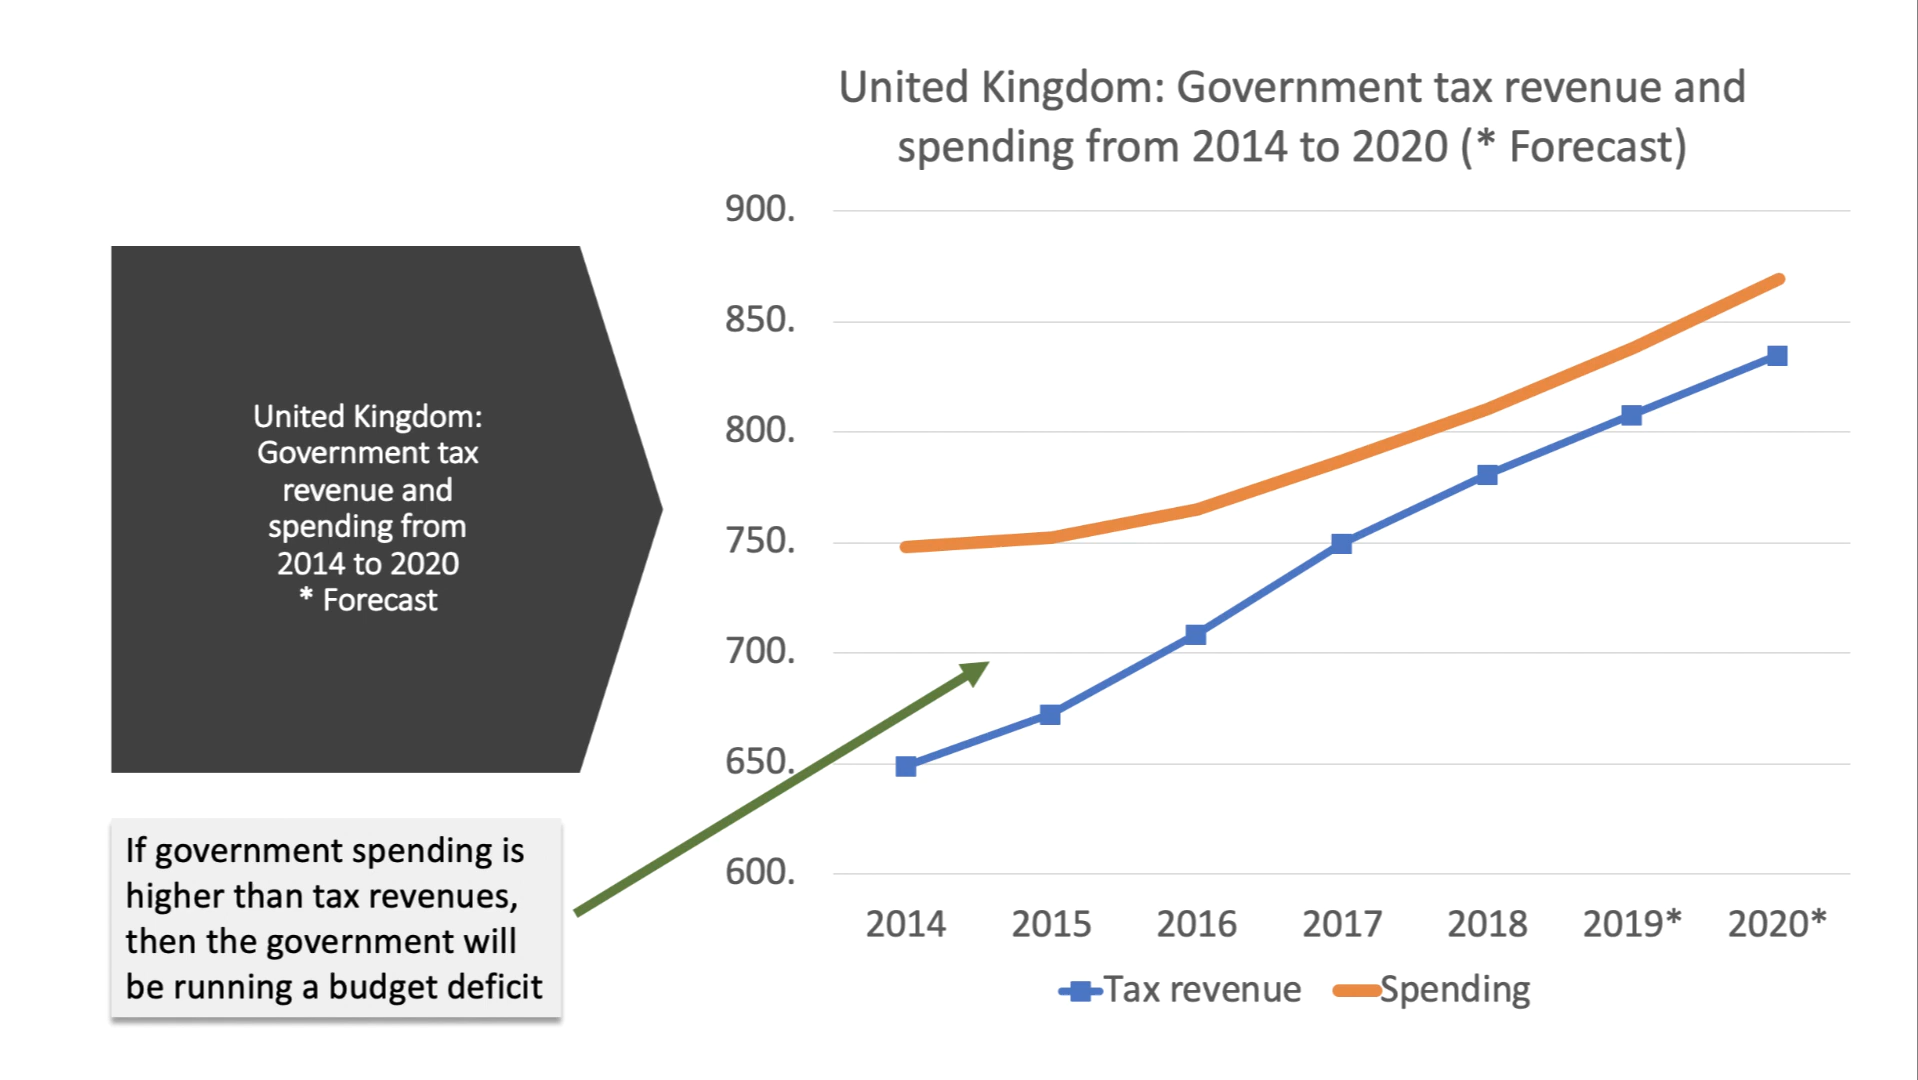 United Kingdom: Government tax revenue and
spending from 2014 to 2020 (* Forecast)
United Kingdom:
Government tax
revenue and
spending from
2014 to 2020
* Forecast
If government spending is
higher than tax revenues,
then the government will
be running a budget deficit
900.
850.
800.
750.
700.
650.
600.
2014 2015 2016 2017 2018 2019* 2020*
Tax revenue Spending